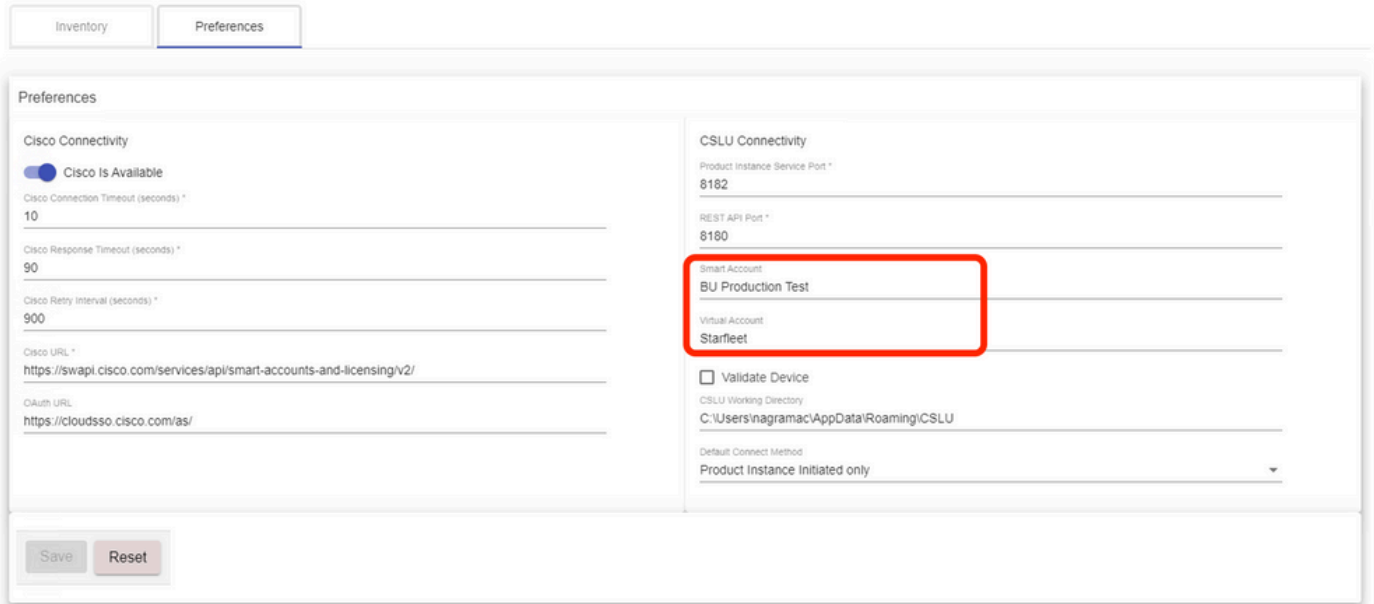 Inventory
Preferences
Preferences
Cisco Connectivity
Cisco Is Available
Cisco Connection Timeout (seconds) *
10
Cisco Response Timeout (seconds) *
90
Cisco Retry Interval (seconds) *
900
Cisco URL *
https://swapi.cisco.com/services/api/smart-accounts-and-licensing/v2/
OAuth URL
https://cloudsso.cisco.com/as/
CSLU Connectivity
Product Instance Service Port *
8182
REST API Port *
8180
Smart Account
BU Production Test
Virtual Account
Starfleet
Validate Device
CSLU Working Directory
C:\Users\nagramac\AppData\Roaming\CSLU
Default Connect Method
Product Instance Initiated only
Save
Reset